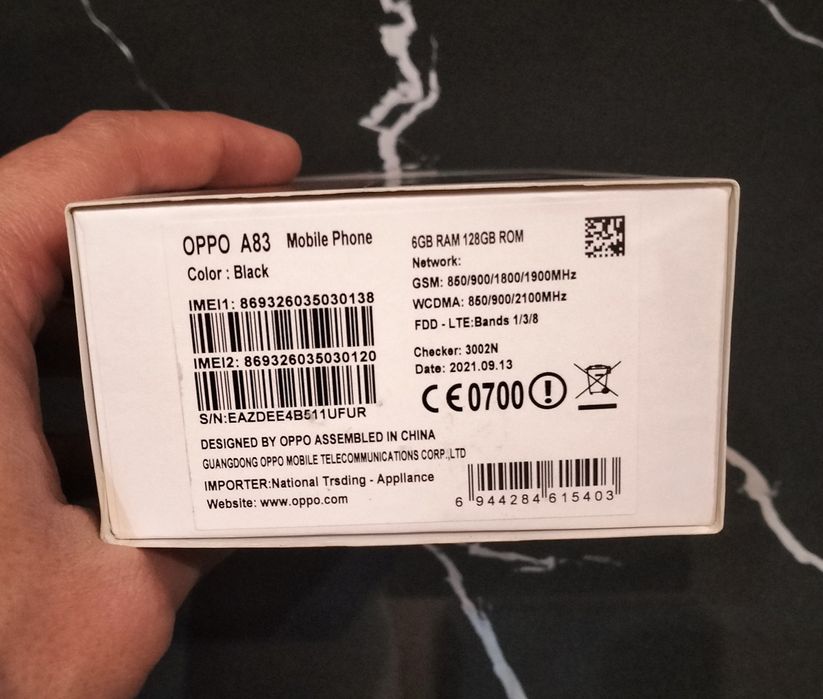 OPPO A83 Mobile Phone
Color : Black
IMEI1: 869326035030138
IMEI2: 869326035030120
S/N:EAZDEE4B511UFUR
DESIGNED BY OPPO ASSEMBLED IN CHINA
GUANGDONG OPPO MOBILE TELECOMMUNICATIONS CORP.,LTD
IMPORTER:National Trsding - Appliance
Website: www.oppo.com
6GB RAM 128GB ROM
Network:
GSM: 850/900/1800/1900MHz
WCDMA: 850/900/2100MHz
FDD - LTE:Bands 1/3/8
Checker: 3002N
Date: 2021.09.13
CE0700
6 944284 615403